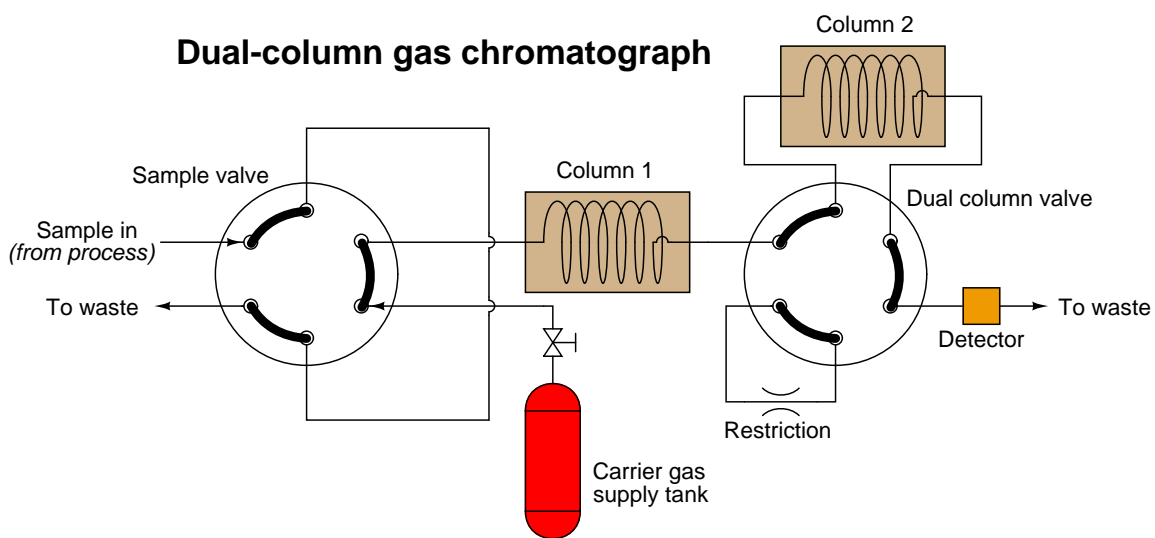 Column 2
Dual-column gas chromatograph
Sample valve
Column 1
Dual column valve
Sample in
(from process)
To waste
To waste
Detector
Restriction
Carrier gas
supply tank